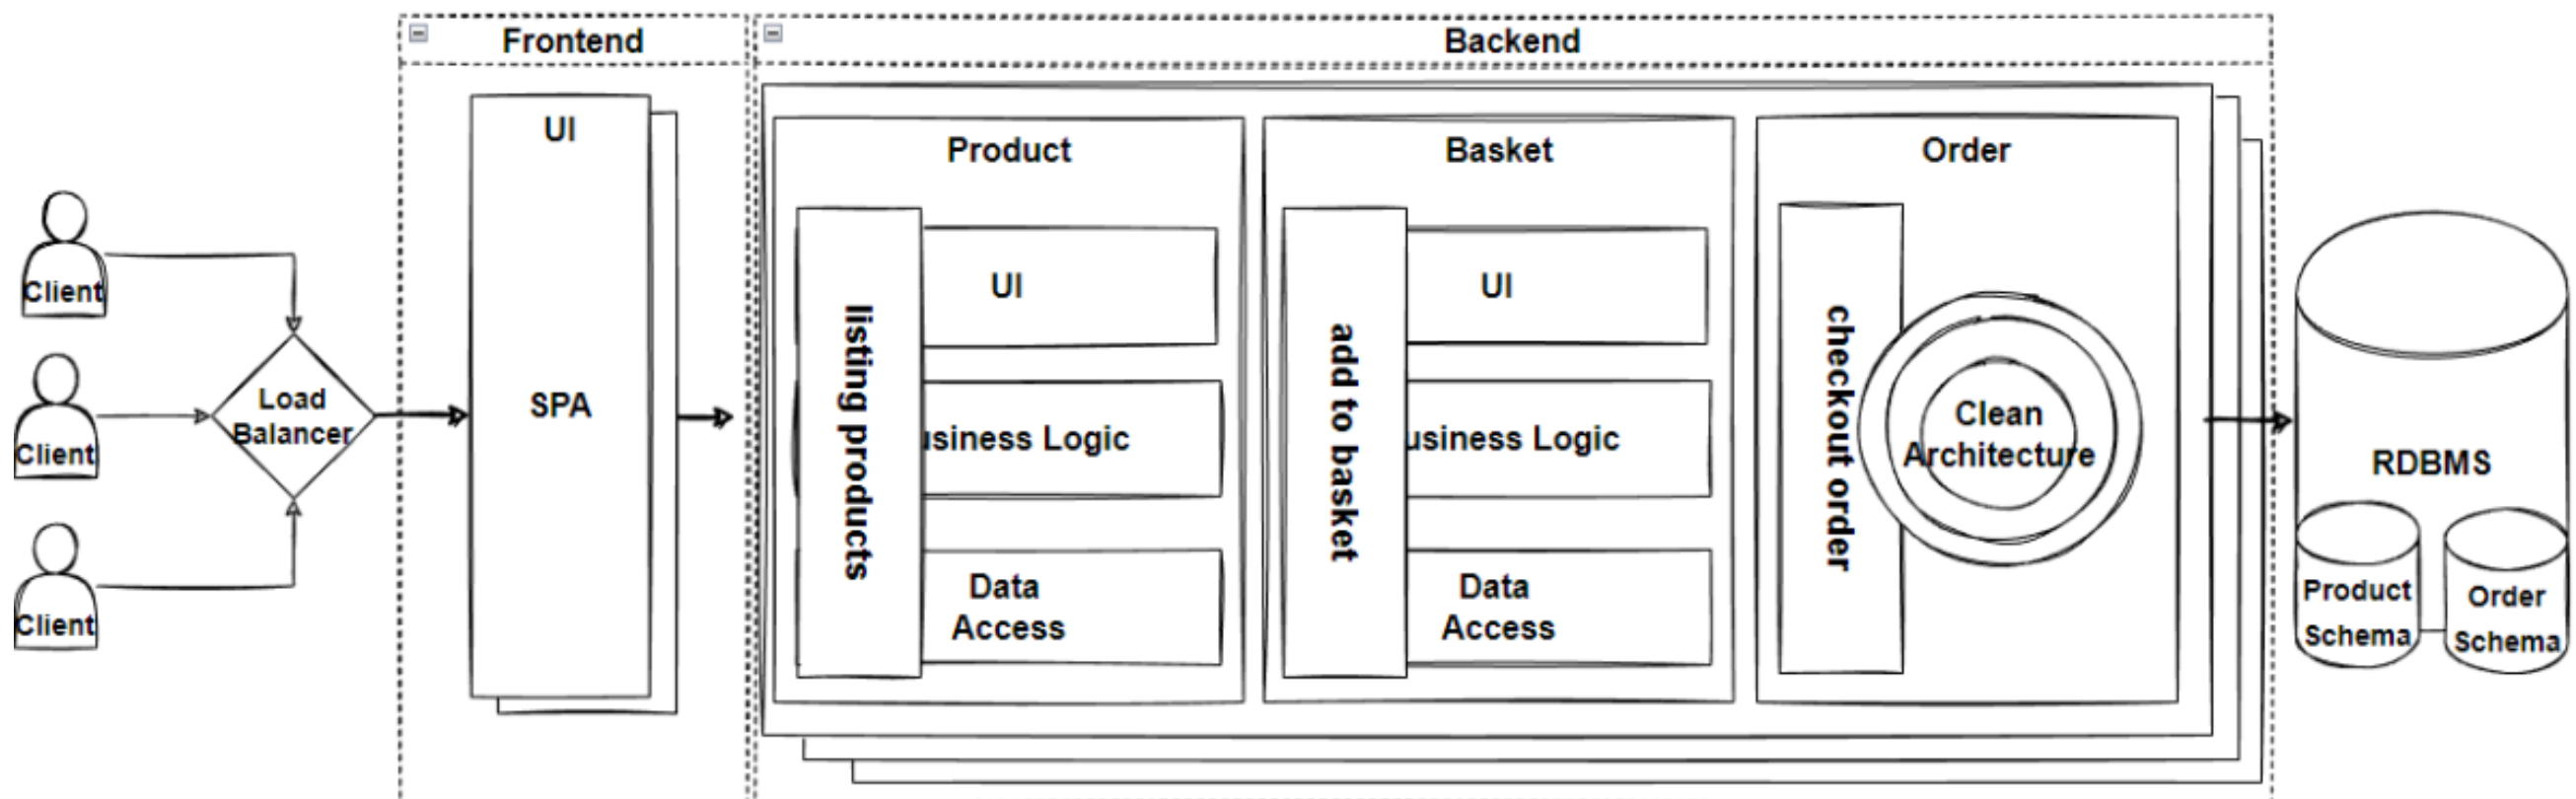 Frontend
Backend
UI
SPA
Client
Client
Client
Load
Balancer
Product
listing products
UI
usiness Logic
Data
Access
Basket
add to basket
UI
usiness Logic
Data
Access
Order
checkout order
Clean
Architecture
RDBMS
Product
Schema
Order
Schema